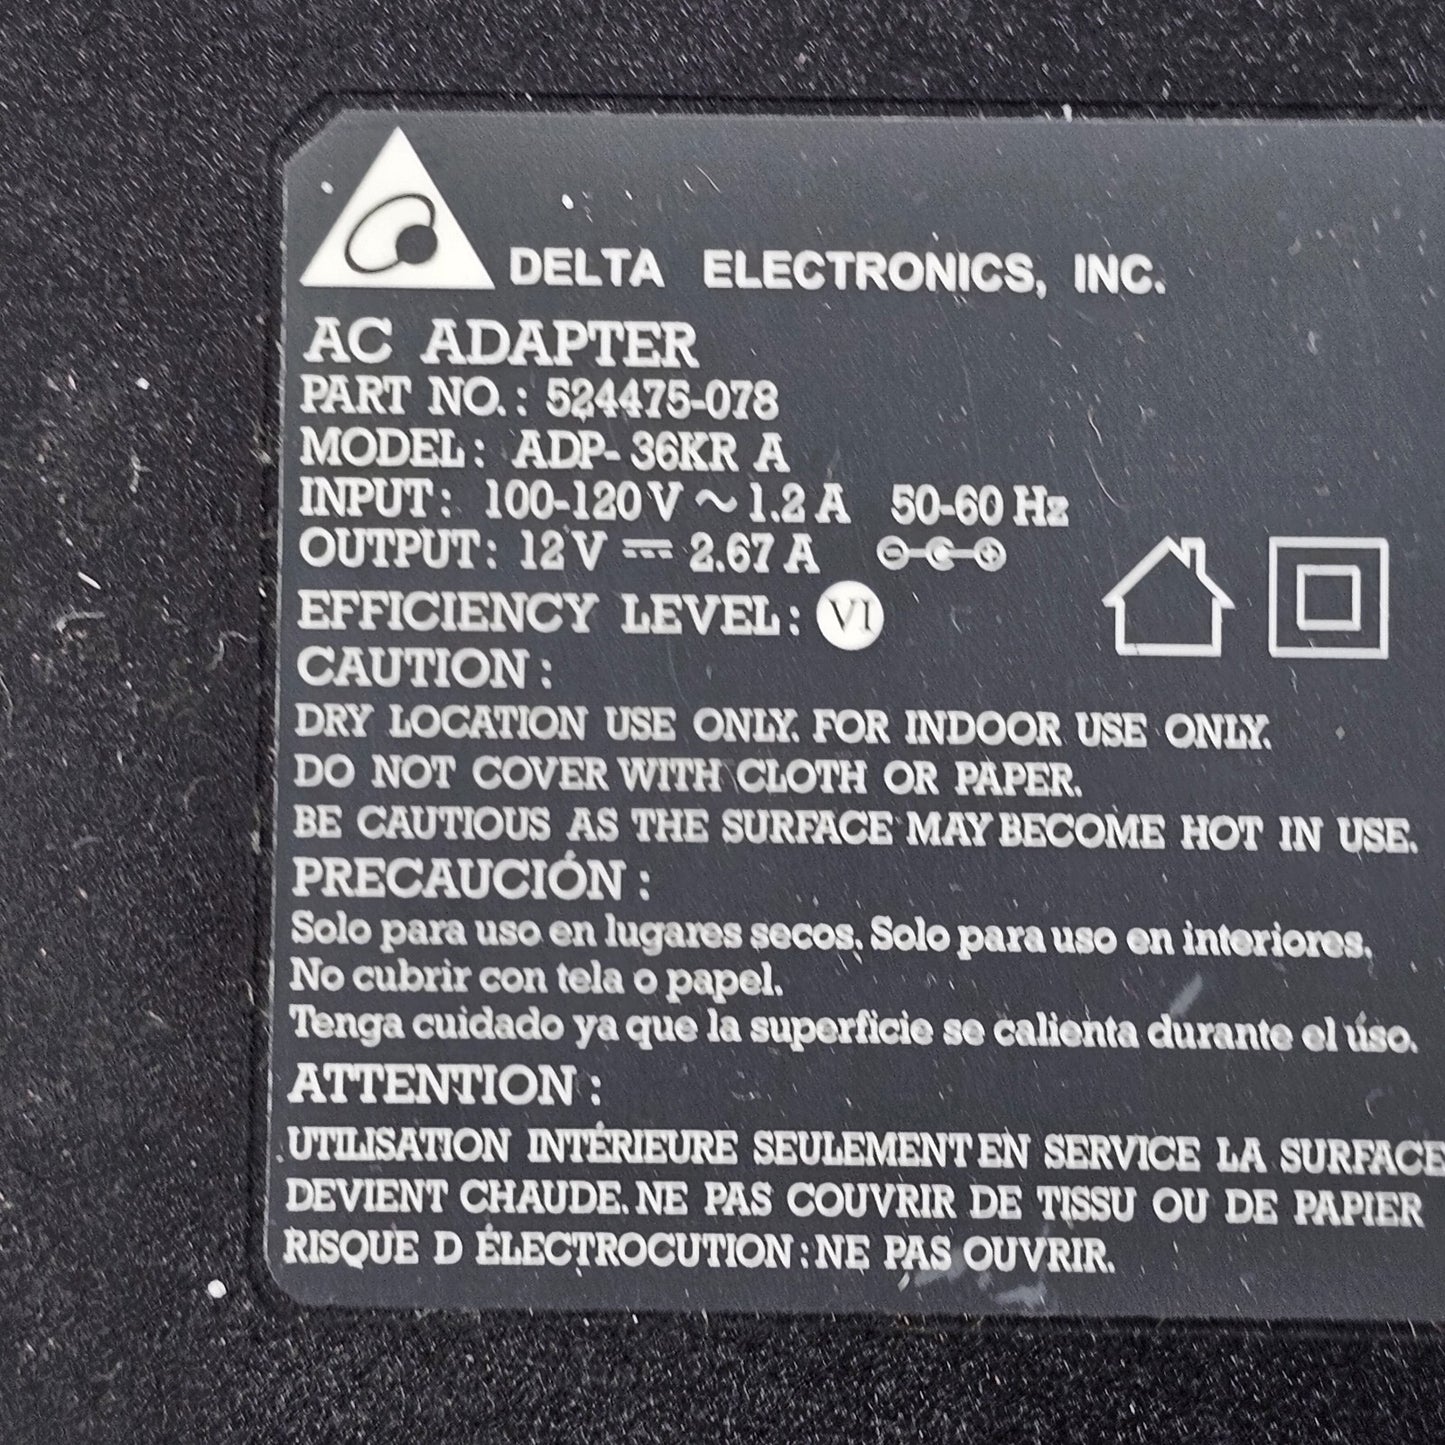 DELTA ELECTRONICS, INC.
AC ADAPTER
PART NO.: 524475-078
MODEL: ADP-36KR A
INPUT: 100-120V ~ 1.2 A 50-60 Hz
OUTPUT: 12V ⎓ 2.67 A
EFFICIENCY LEVEL: VI
CAUTION:
DRY LOCATION USE ONLY. FOR INDOOR USE ONLY.
DO NOT COVER WITH CLOTH OR PAPER.
BE CAUTIOUS AS THE SURFACE MAY BECOME HOT IN USE.
PRECAUCIÓN:
Solo para uso en lugares secos. Solo para uso en interiores.
No cubrir con tela o papel.
Tenga cuidado ya que la superficie se calienta durante el uso.
ATTENTION:
UTILISATION INTÉRIEURE SEULEMENT EN SERVICE LA SURFACE
DEVIENT CHAUDE. NE PAS COUVRIR DE TISSU OU DE PAPIER
RISQUE D ÉLECTROCUTION: NE PAS OUVRIR.